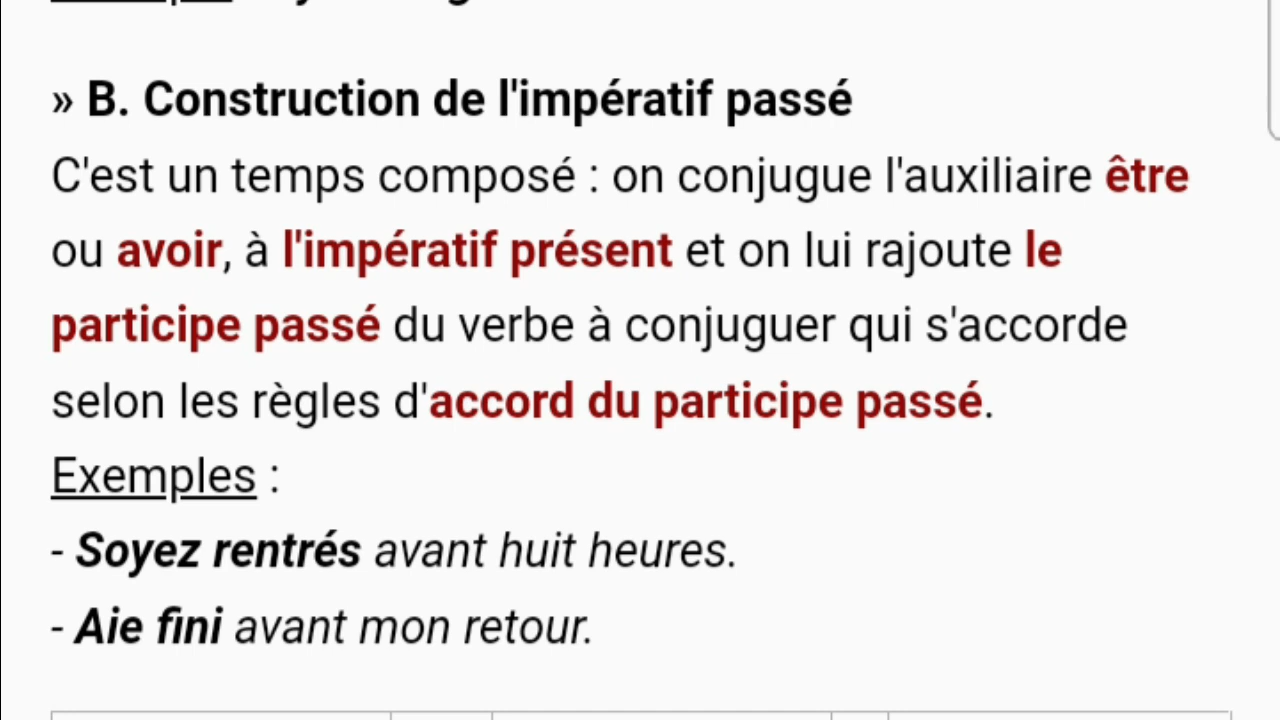 » B. Construction de l'impératif passé
C'est un temps composé : on conjugue l'auxiliaire être
ou avoir, à l'impératif présent et on lui rajoute le
participe passé du verbe à conjuguer qui s'accorde
selon les règles d'accord du participe passé.
Exemples :
- Soyez rentrés avant huit heures.
- Aie fini avant mon retour.